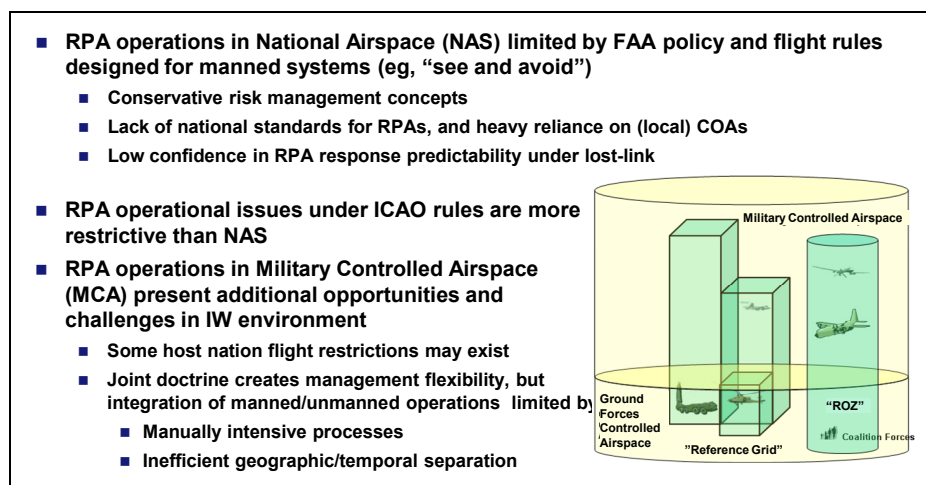 RPA operations in National Airspace (NAS) limited by FAA policy and flight rules
designed for manned systems (eg, “see and avoid”)
Conservative risk management concepts
Lack of national standards for RPAs, and heavy reliance on (local) COAs
Low confidence in RPA response predictability under lost-link
RPA operational issues under ICAO rules are more
restrictive than NAS
RPA operations in Military Controlled Airspace
(MCA) present additional opportunities and
challenges in IW environment
Some host nation flight restrictions may exist
Joint doctrine creates management flexibility, but
integration of manned/unmanned operations limited by
Manually intensive processes
Inefficient geographic/temporal separation
Military Controlled Airspace
Ground
Forces
Controlled
Airspace
”Reference Grid”
“ROZ”
Coalition Forces